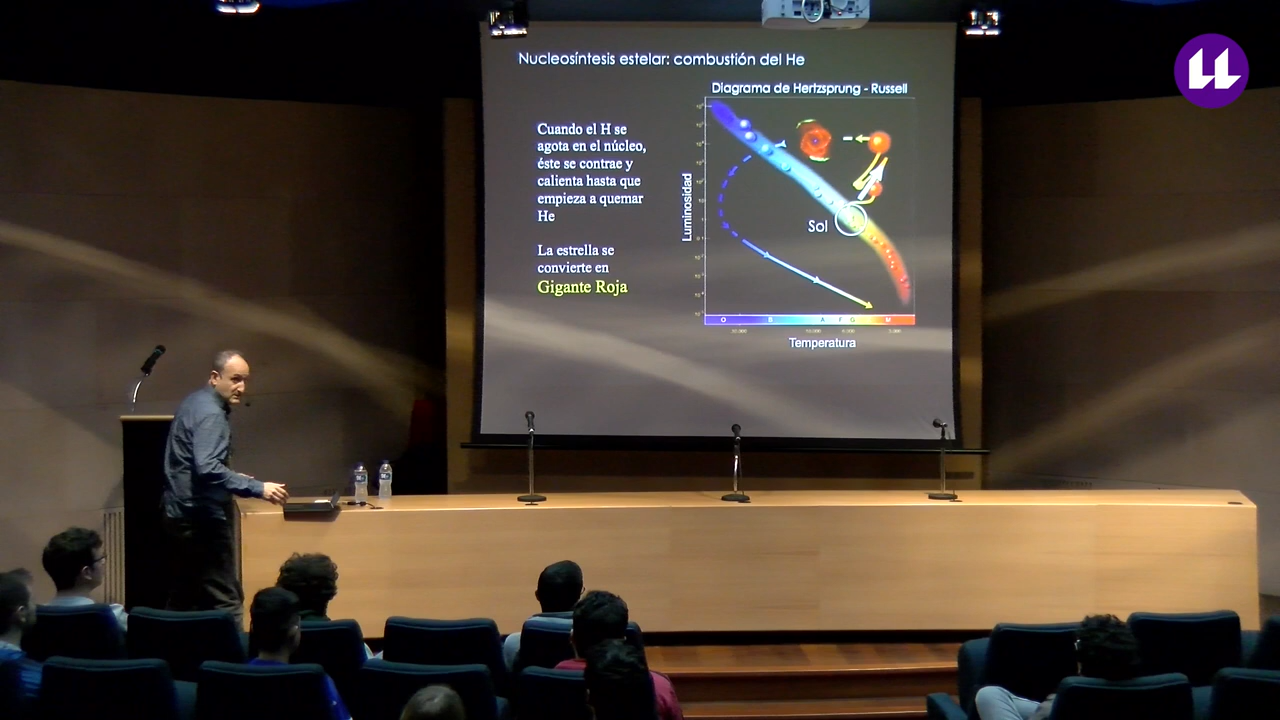 Nucleosíntesis estelar: combustión del He
Diagrama de Hertzsprung - Russell
Cuando el H se
agota en el núcleo,
éste se contrae y
calienta hasta que
empieza a quemar
He
La estrella se
convierte en
Gigante Roja
Luminosidad
Sol
O B A F G M
Temperatura